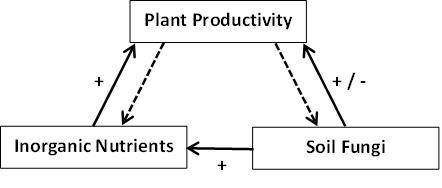 Plant Productivity
+
+ / -
Inorganic Nutrients
Soil Fungi
+